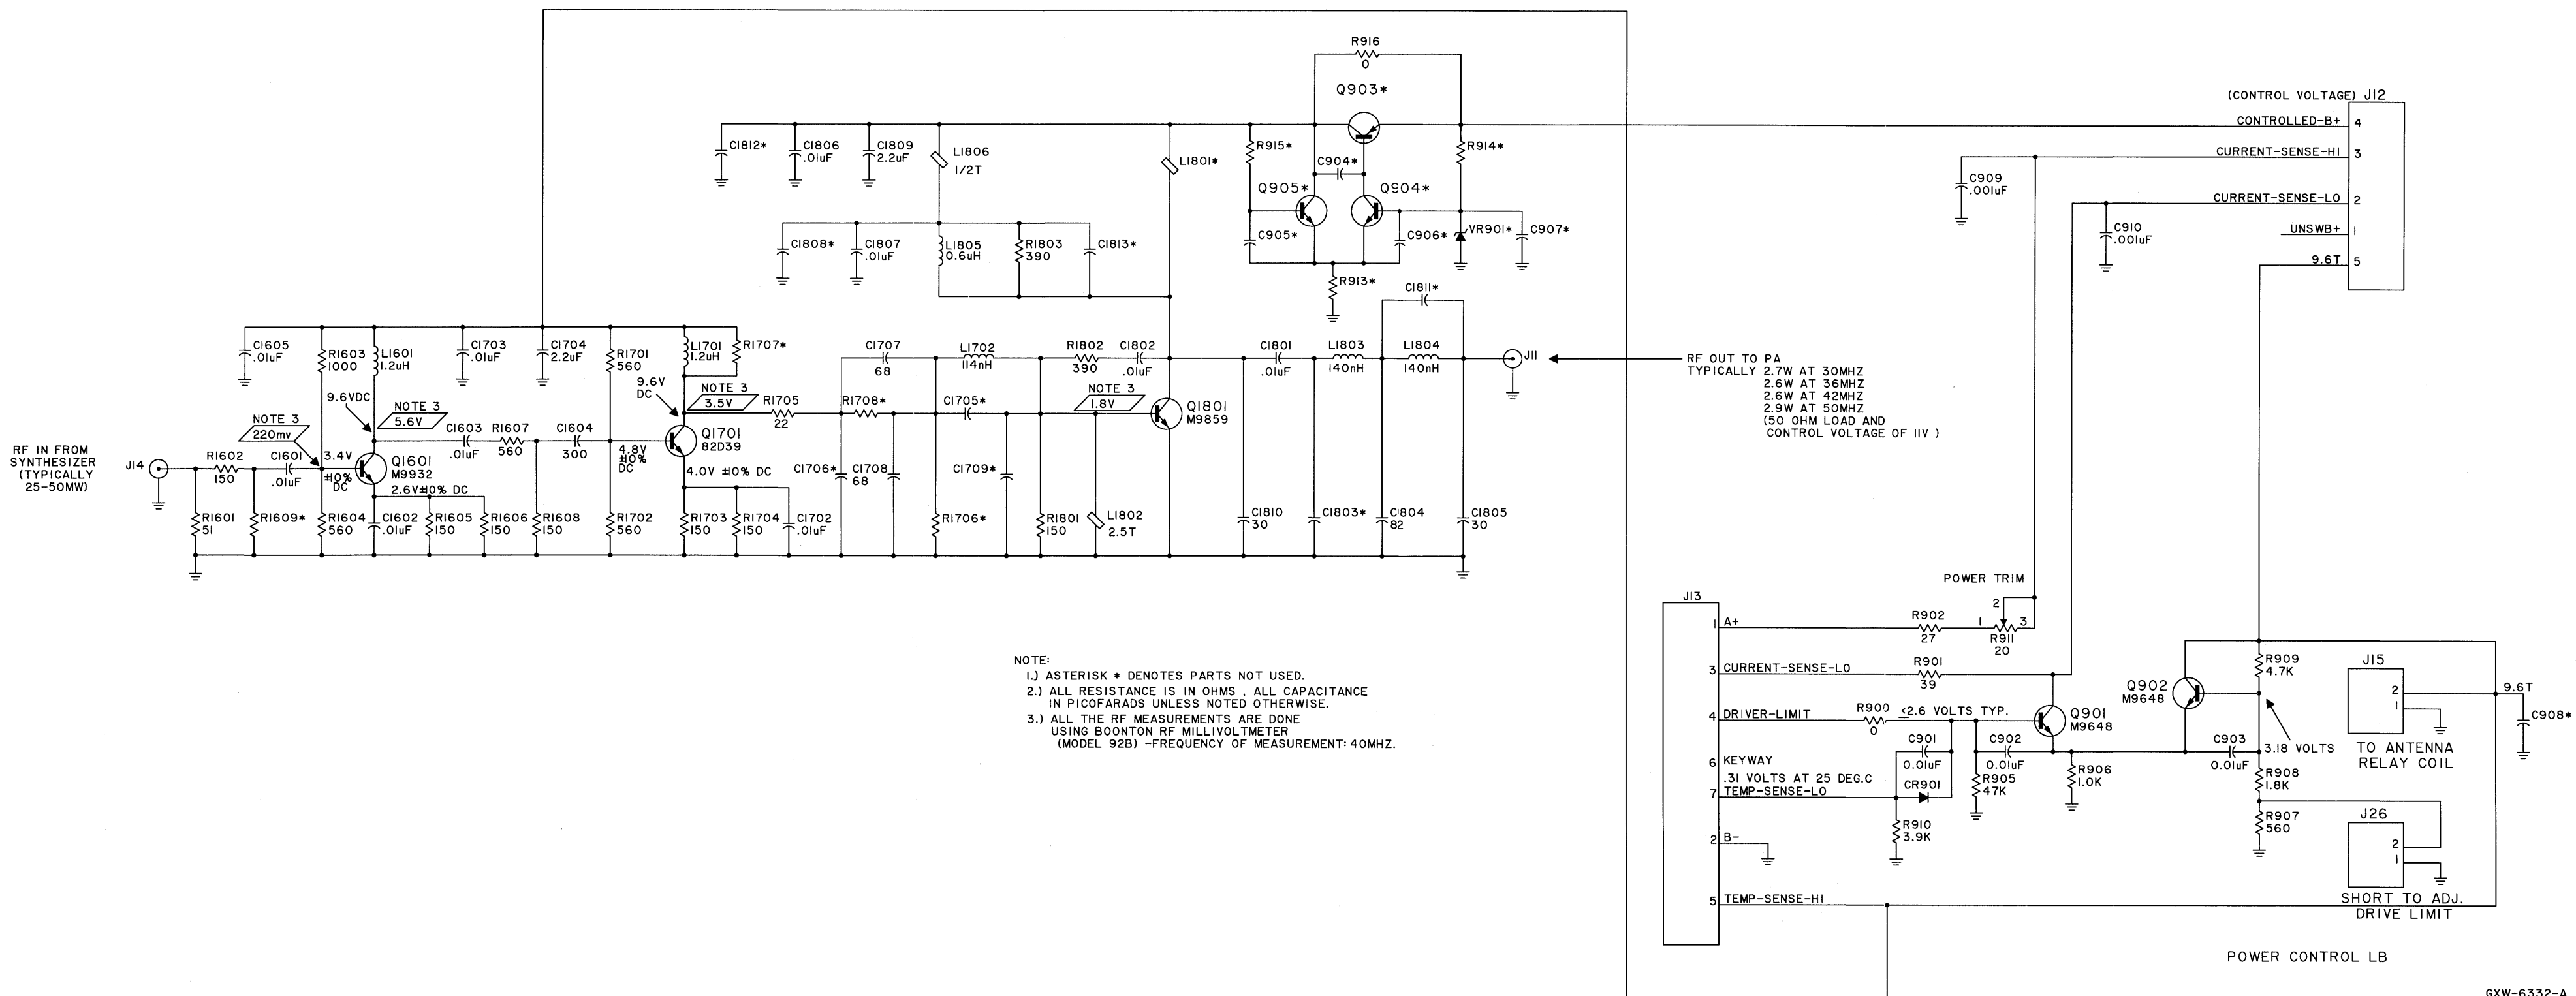 R916
0
Q903*
(CONTROL VOLTAGE) J12
CONTROLLED-B+ 4
CURRENT-SENSE-HI 3
CURRENT-SENSE-LO 2
UNSWB+ 1
9.6T 5
C909
.001uF
C910
.001uF
C1812*
C1806
.01uF
C1809
2.2uF
L1806
1/2T
L1801*
R915*
C904*
R914*
Q905*
Q904*
C905*
C906*
VR901*
C907*
R913*
C1808*
C1807
.01uF
L1805
0.6uH
R1803
390
C1813*
C1811*
C1605
.01uF
R1603
1000
L1601
1.2uH
C1703
.01uF
C1704
2.2uF
R1701
560
L1701
1.2uH
R1707*
C1707
68
L1702
114nH
R1802
390
C1802
.01uF
C1801
.01uF
L1803
140nH
L1804
140nH
J11
RF OUT TO PA
TYPICALLY 2.7W AT 30MHZ
2.6W AT 36MHZ
2.6W AT 42MHZ
2.9W AT 50MHZ
(50 OHM LOAD AND
CONTROL VOLTAGE OF 11V )
9.6VDC
NOTE 3
5.6V
NOTE 3
220mv
9.6V
DC
NOTE 3
3.5V
R1705
22
R1708*
C1705*
NOTE 3
1.8V
Q1801
M9859
RF IN FROM
SYNTHESIZER
(TYPICALLY
25-50MW)
J14
R1602
150
C1601
.01uF
3.4V
±10%
DC
Q1601
M9932
2.6V±10% DC
C1603
.01uF
R1607
560
C1604
300
4.8V
±10%
DC
Q1701
82D39
4.0V ±10% DC
C1706*
C1708
68
C1709*
R1601
51
R1609*
R1604
560
C1602
.01uF
R1605
150
R1606
150
R1608
150
R1702
560
R1703
150
R1704
150
C1702
.01uF
R1706*
R1801
150
L1802
2.5T
C1810
30
C1803*
C1804
82
C1805
30
NOTE:
1.) ASTERISK * DENOTES PARTS NOT USED.
2.) ALL RESISTANCE IS IN OHMS , ALL CAPACITANCE
IN PICOFARADS UNLESS NOTED OTHERWISE.
3.) ALL THE RF MEASUREMENTS ARE DONE
USING BOONTON RF MILLIVOLTMETER
(MODEL 92B) -FREQUENCY OF MEASUREMENT: 40MHZ.
POWER TRIM
J13
1 A+
R902
27
1 2 3
R911
20
3 CURRENT-SENSE-LO
R901
39
4 DRIVER-LIMIT
R900
0
≤2.6 VOLTS TYP.
Q901
M9648
6 KEYWAY
.31 VOLTS AT 25 DEG.C
7 TEMP-SENSE-LO
C901
0.01uF
CR901
C902
0.01uF
R905
47K
R906
1.0K
R910
3.9K
2 B-
5 TEMP-SENSE-HI
Q902
M9648
R909
4.7K
C903
0.01uF
3.18 VOLTS
R908
1.8K
R907
560
J15
2
1
TO ANTENNA
RELAY COIL
9.6T
C908*
J26
2
1
SHORT TO ADJ.
DRIVE LIMIT
POWER CONTROL LB
GXW-6332-A